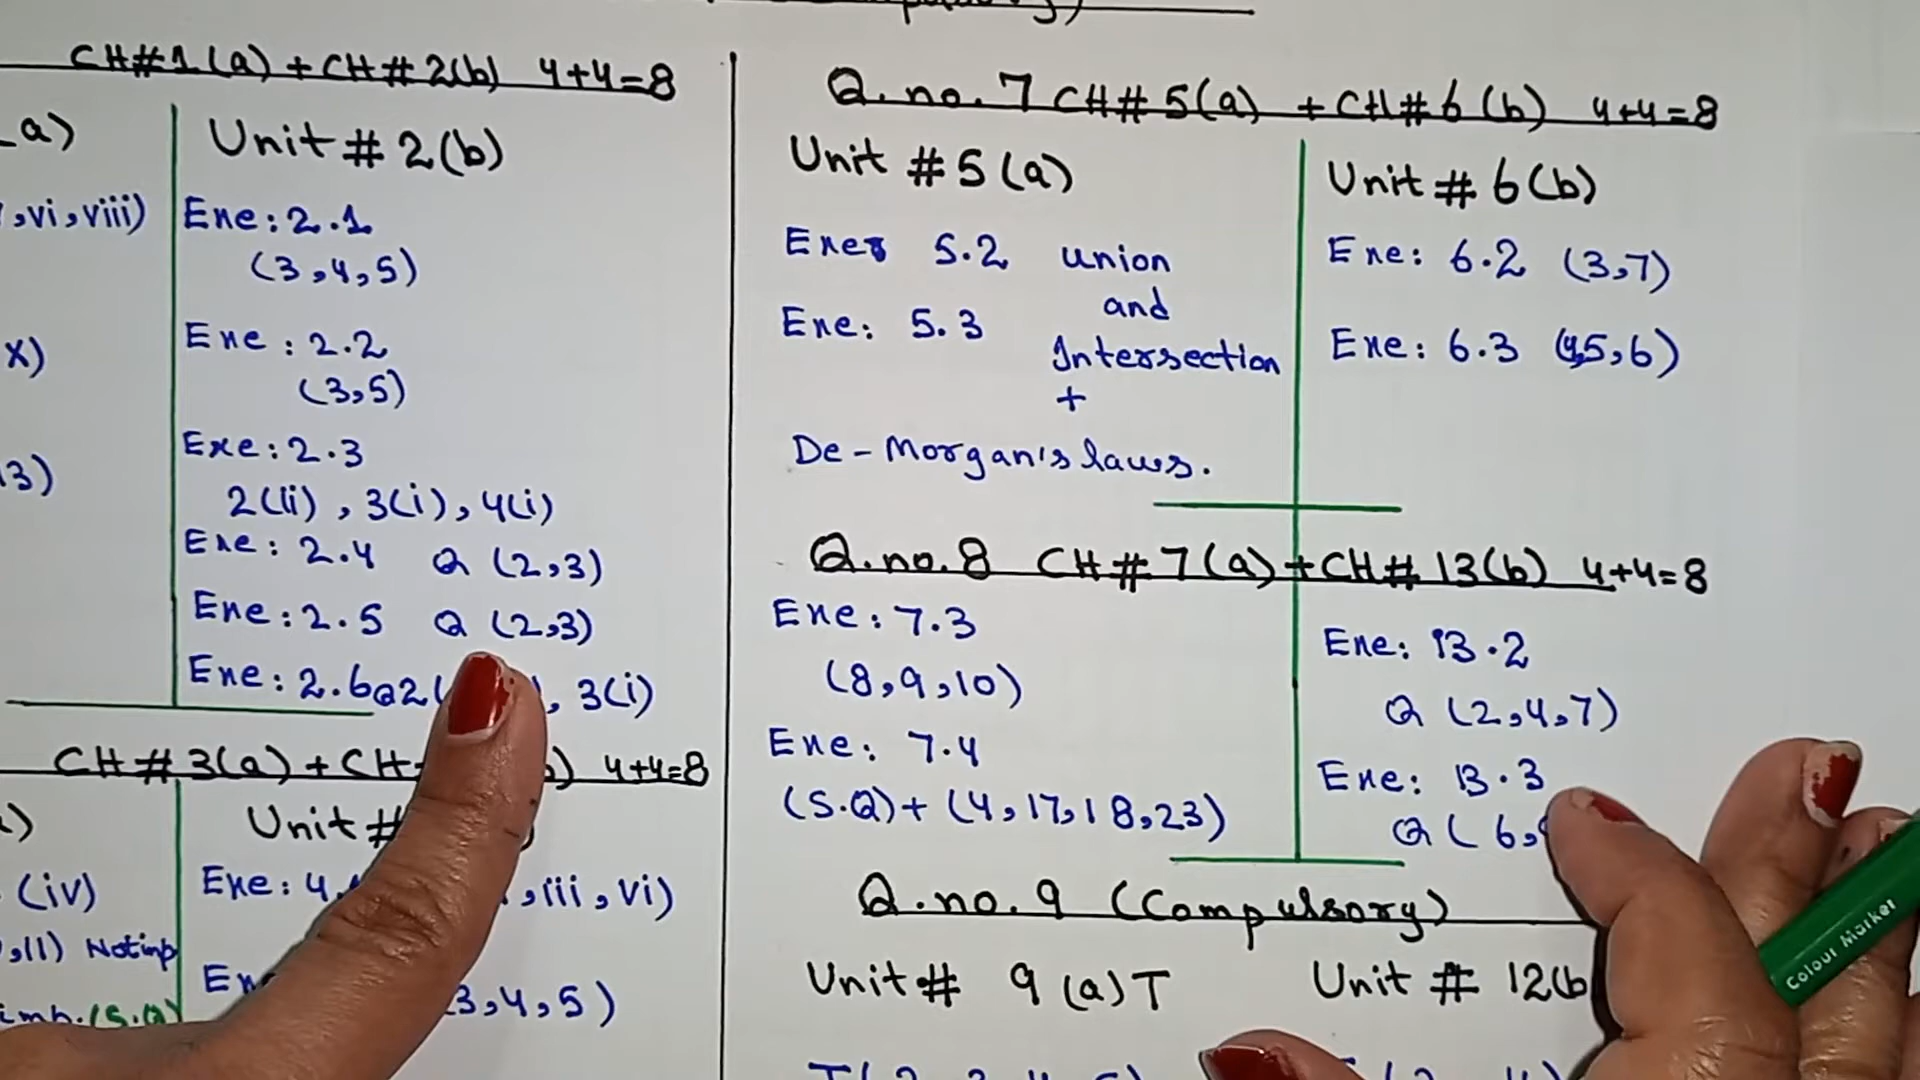 CH#1(a) + CH#2(b) 4+4=8
a)
Unit # 2(b)
,vi,viii)
Exe: 2.1
(3,4,5)
x)
Exe: 2.2
(3,5)
13)
Exe: 2.3
2(ii), 3(i), 4(i)
Exe: 2.4 Q (2,3)
Exe: 2.5 Q (2,3)
Exe: 2.6 Q2( , 3(i)
CH#3(a) + CH 4+4=8
Unit #
(iv)
Exe: 4. ,iii,vi)
,11) Not imp
3,4,5)
imp. (S.Q)
Q.no.7 CH#5(a) + CH#6(b) 4+4=8
Unit #5(a)
Exe: 5.2 union
and
Exe: 5.3 Intersection
+
De-Morgan's laws.
Unit # 6(b)
Exe: 6.2 (3,7)
Exe: 6.3 (4,5,6)
Q.no.8 CH#7(a) + CH#13(b) 4+4=8
Exe: 7.3
(8,9,10)
Exe: 7.4
(S.Q)+(4,17,18,23)
Exe: 13.2
Q (2,4,7)
Exe: 13.3
Q (6,
Q.no.9 (Compulsory)
Unit # 9(a)T
Unit # 12(b
Colour Marker